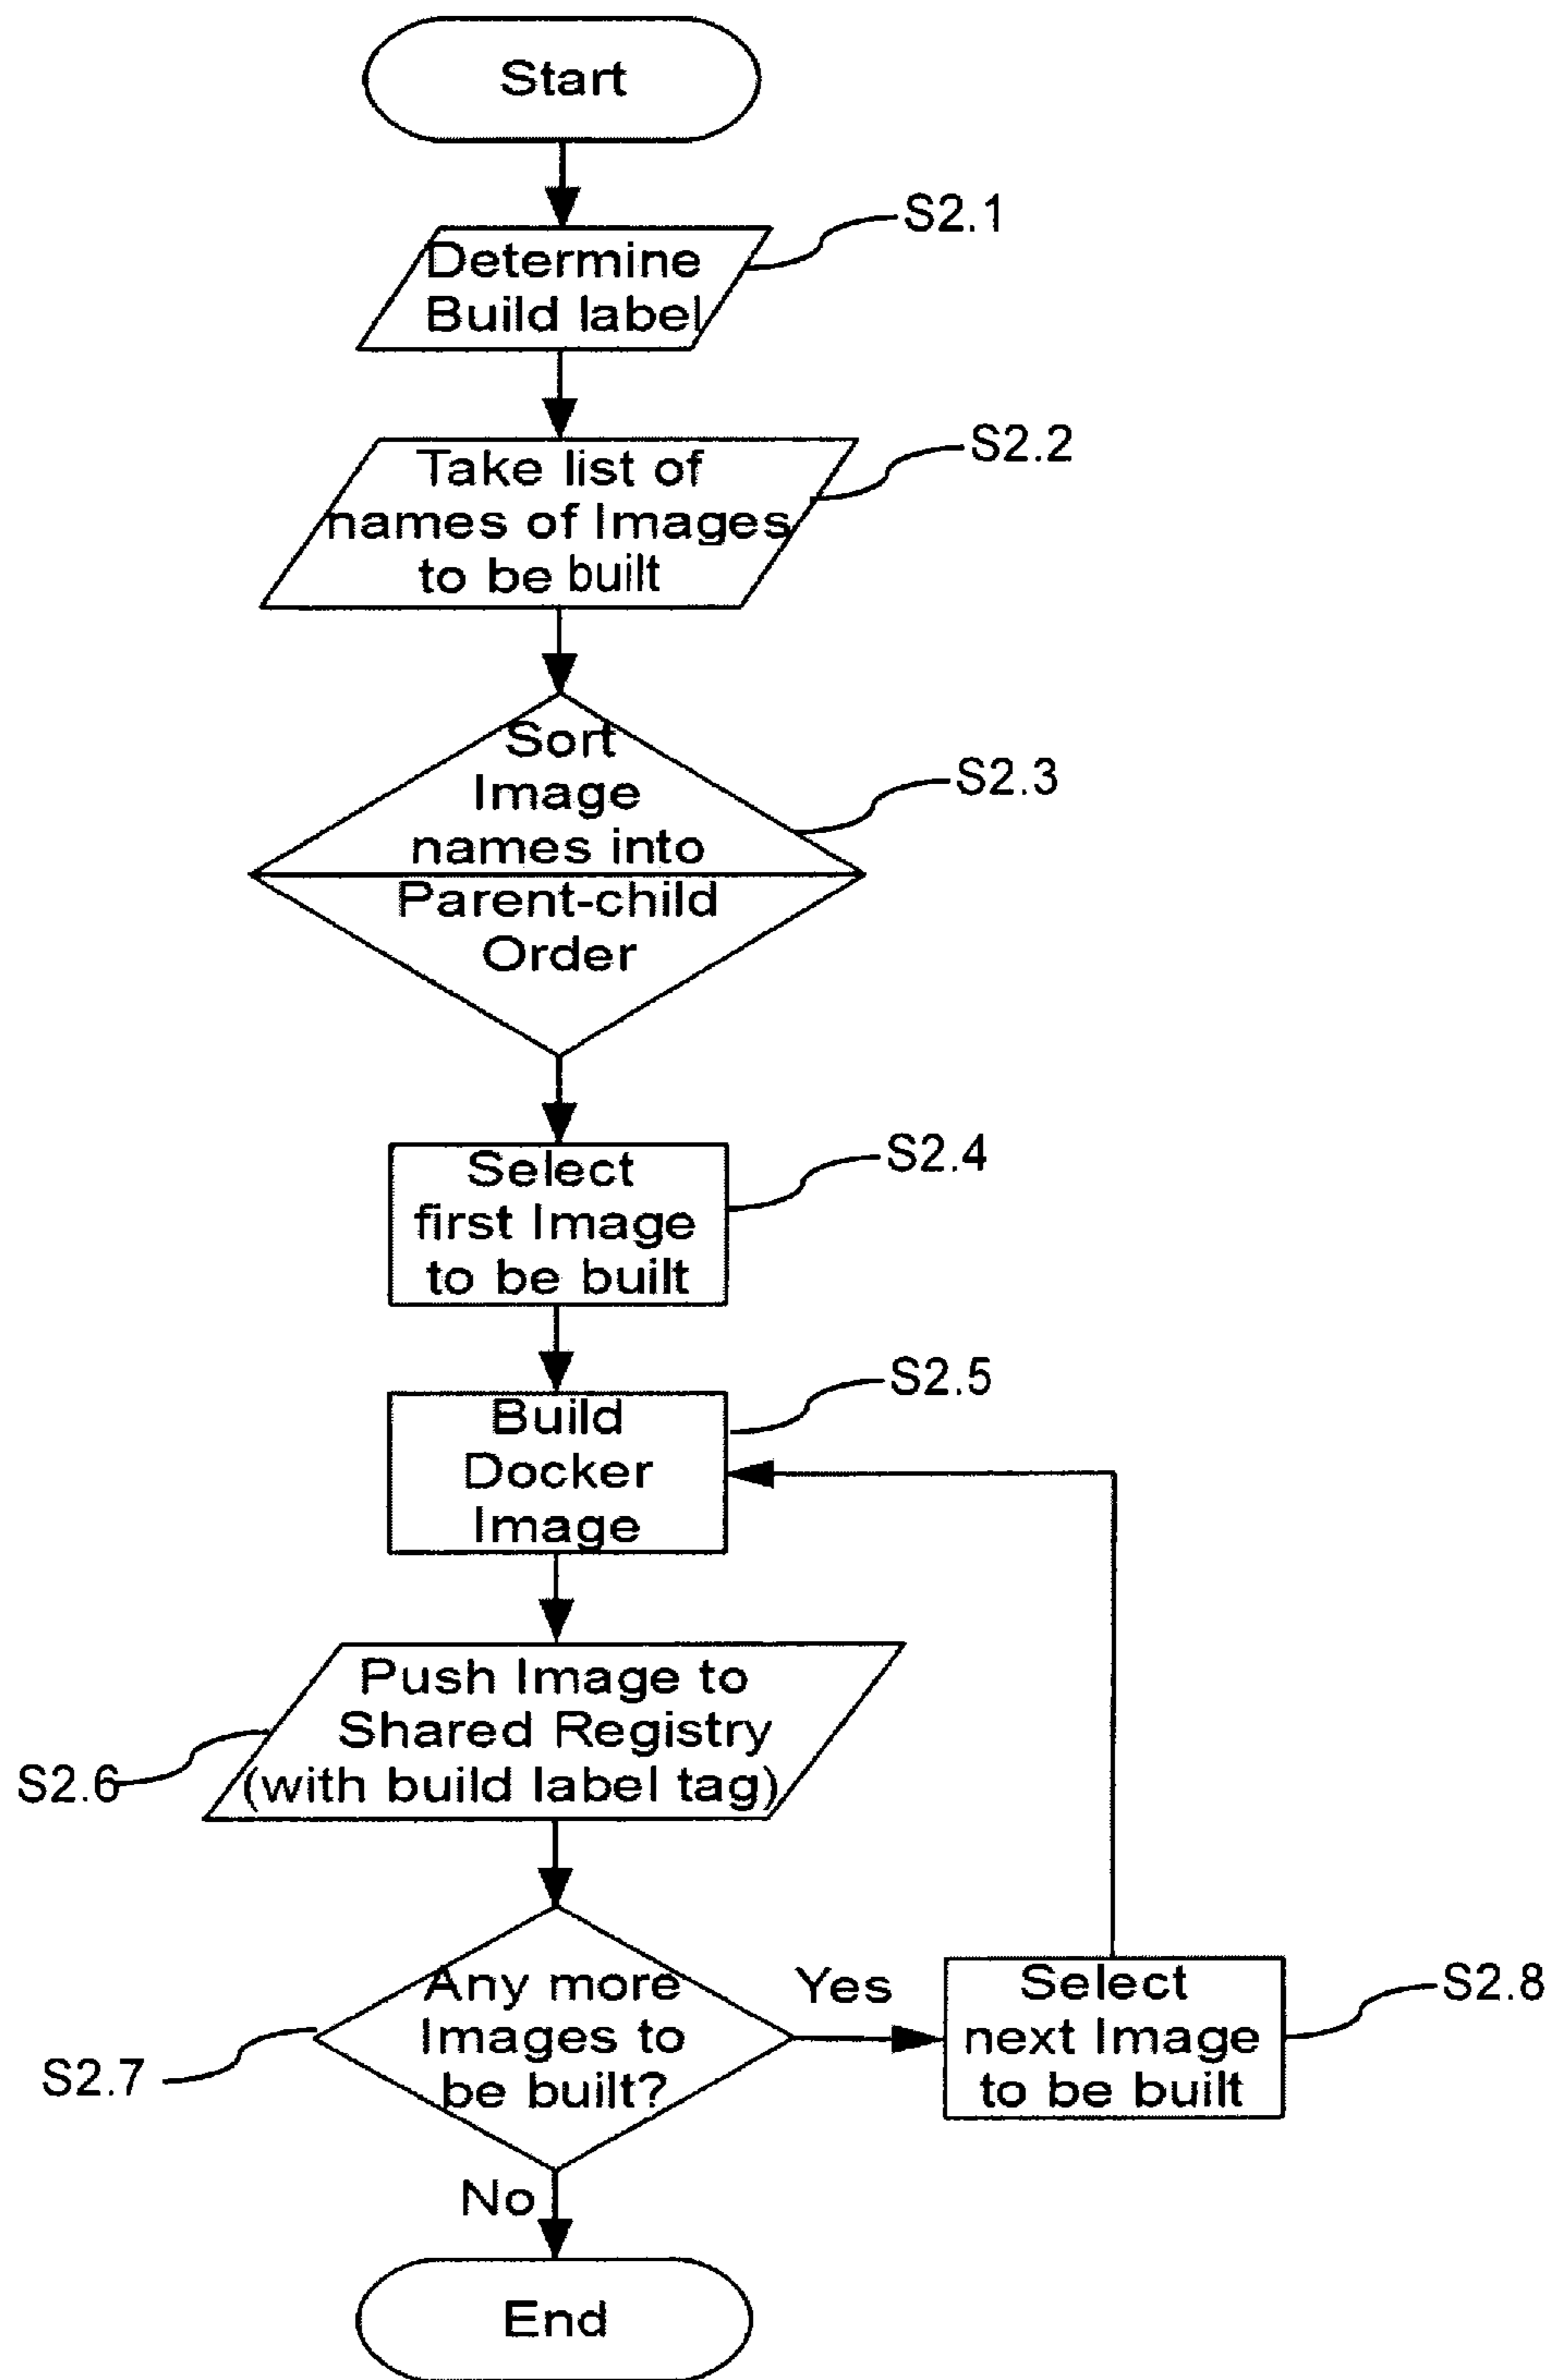 Start
S2.1
Determine
Build label
S2.2
Take list of
names of Images
to be built
Sort
Image
names into
Parent-child
Order
S2.3
S2.4
Select
first Image
to be built
S2.5
Build
Docker
Image
Push Image to
Shared Registry
(with build label tag)
S2.6
Any more
Images to
be built?
S2.7
Yes
Select
next Image
to be built
S2.8
No
End